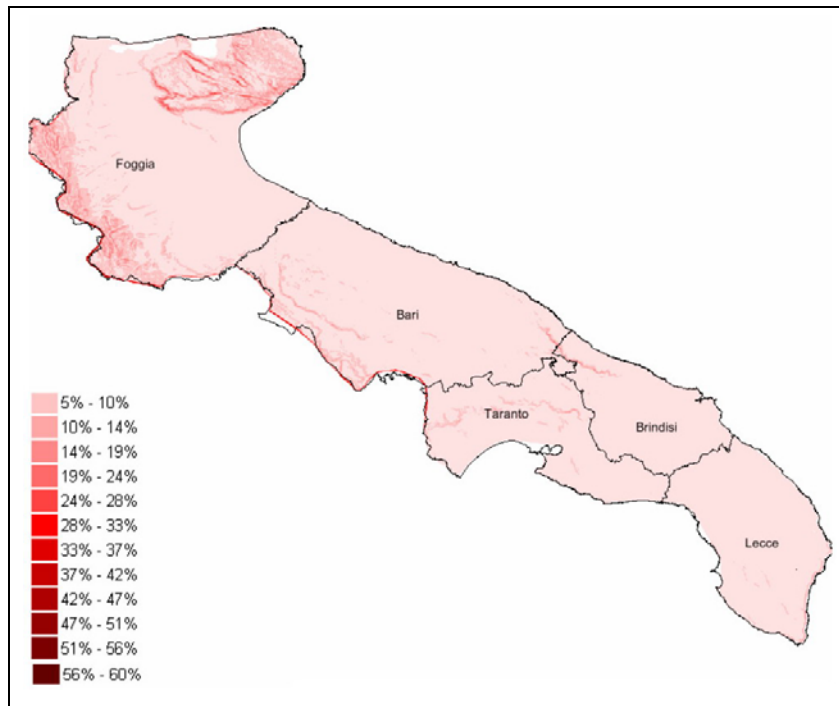 Foggia
Bari
Taranto
Brindisi
Lecce
5% - 10%
10% - 14%
14% - 19%
19% - 24%
24% - 28%
28% - 33%
33% - 37%
37% - 42%
42% - 47%
47% - 51%
51% - 56%
56% - 60%